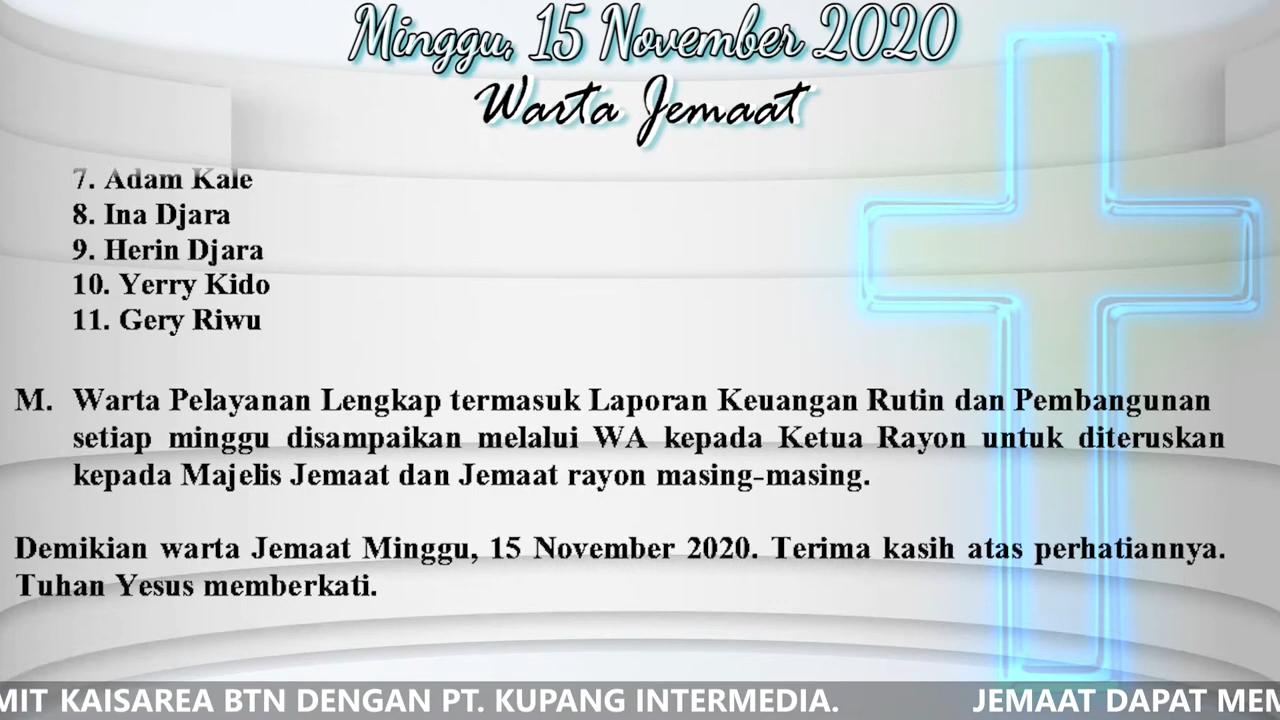 Minggu, 15 November 2020
Warta Jemaat
7. Adam Kale
8. Ina Djara
9. Herin Djara
10. Yerry Kido
11. Gery Riwu
M. Warta Pelayanan Lengkap termasuk Laporan Keuangan Rutin dan Pembangunan
setiap minggu disampaikan melalui WA kepada Ketua Rayon untuk diteruskan
kepada Majelis Jemaat dan Jemaat rayon masing-masing.
Demikian warta Jemaat Minggu, 15 November 2020. Terima kasih atas perhatiannya.
Tuhan Yesus memberkati.
MIT KAISAREA BTN DENGAN PT. KUPANG INTERMEDIA. JEMAAT DAPAT MEM